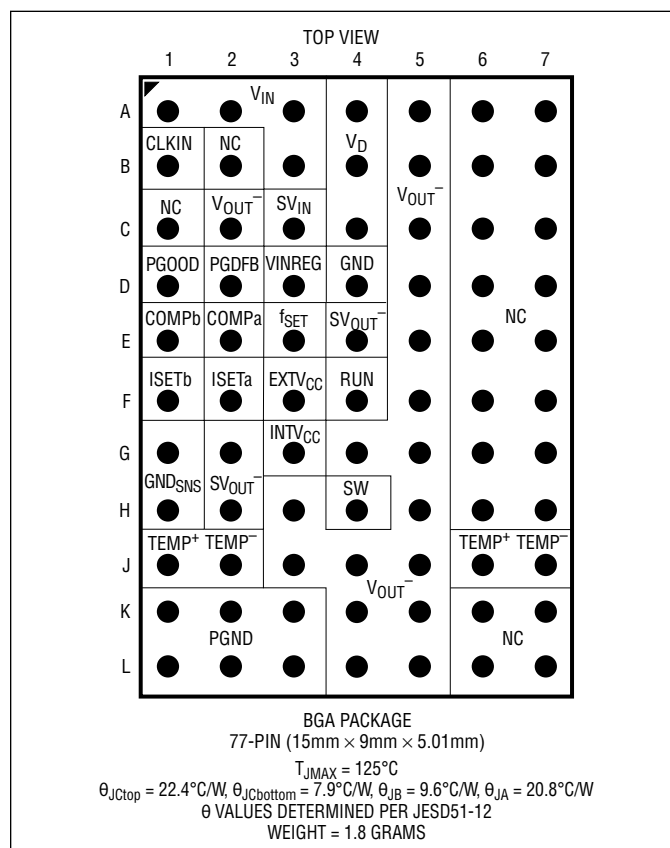 TOP VIEW
1 2 3 4 5 6 7
A V_IN
B CLKIN NC V_D
C NC V_OUT⁻ SV_IN V_OUT⁻
D PGOOD PGDFB VINREG GND
E COMPb COMPa f_SET SV_OUT⁻ NC
F ISETb ISETa EXTV_CC RUN
G INTV_CC
H GND_SNS SV_OUT⁻ SW
J TEMP⁺ TEMP⁻ TEMP⁺ TEMP⁻
V_OUT⁻
K
PGND NC
L
BGA PACKAGE
77-PIN (15mm × 9mm × 5.01mm)
T_JMAX = 125°C
θ_JCtop = 22.4°C/W, θ_JCbottom = 7.9°C/W, θ_JB = 9.6°C/W, θ_JA = 20.8°C/W
θ VALUES DETERMINED PER JESD51-12
WEIGHT = 1.8 GRAMS